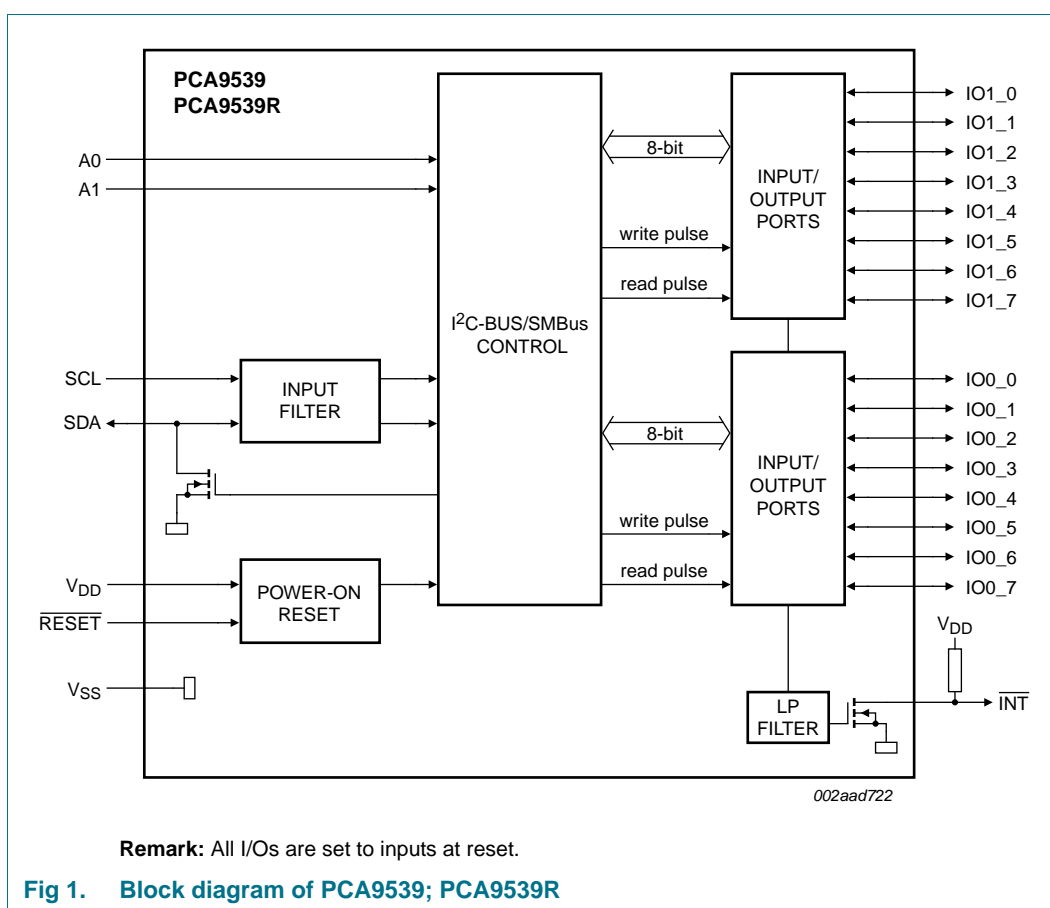 PCA9539
PCA9539R
A0
A1
SCL
SDA
VDD
RESET
VSS
INPUT
FILTER
POWER-ON
RESET
I2C-BUS/SMBus
CONTROL
8-bit
write pulse
read pulse
8-bit
write pulse
read pulse
INPUT/
OUTPUT
PORTS
INPUT/
OUTPUT
PORTS
LP
FILTER
IO1_0
IO1_1
IO1_2
IO1_3
IO1_4
IO1_5
IO1_6
IO1_7
IO0_0
IO0_1
IO0_2
IO0_3
IO0_4
IO0_5
IO0_6
IO0_7
VDD
INT
002aad722
Remark: All I/Os are set to inputs at reset.
Fig 1. Block diagram of PCA9539; PCA9539R